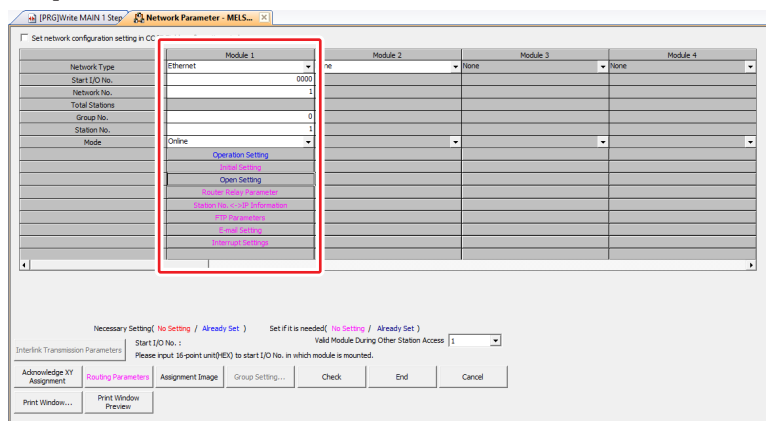 [PRG]Write MAIN 1 Step
Network Parameter - MELS...
Set network configuration setting in CC
Module 1 Module 2 Module 3 Module 4
Network Type Ethernet ne None None
Start I/O No. 0000
Network No. 1
Total Stations
Group No. 0
Station No. 1
Mode Online
Operation Setting
Initial Setting
Open Setting
Router Relay Parameter
Station No.<->IP Information
FTP Parameters
E-mail Setting
Interrupt Settings
Necessary Setting( No Setting / Already Set ) Set if it is needed( No Setting / Already Set )
Interlink Transmission Parameters Start I/O No. : Valid Module During Other Station Access 1
Please input 16-point unit(HEX) to start I/O No. in which module is mounted.
Acknowledge XY Assignment Routing Parameters Assignment Image Group Setting... Check End Cancel
Print Window... Print Window Preview